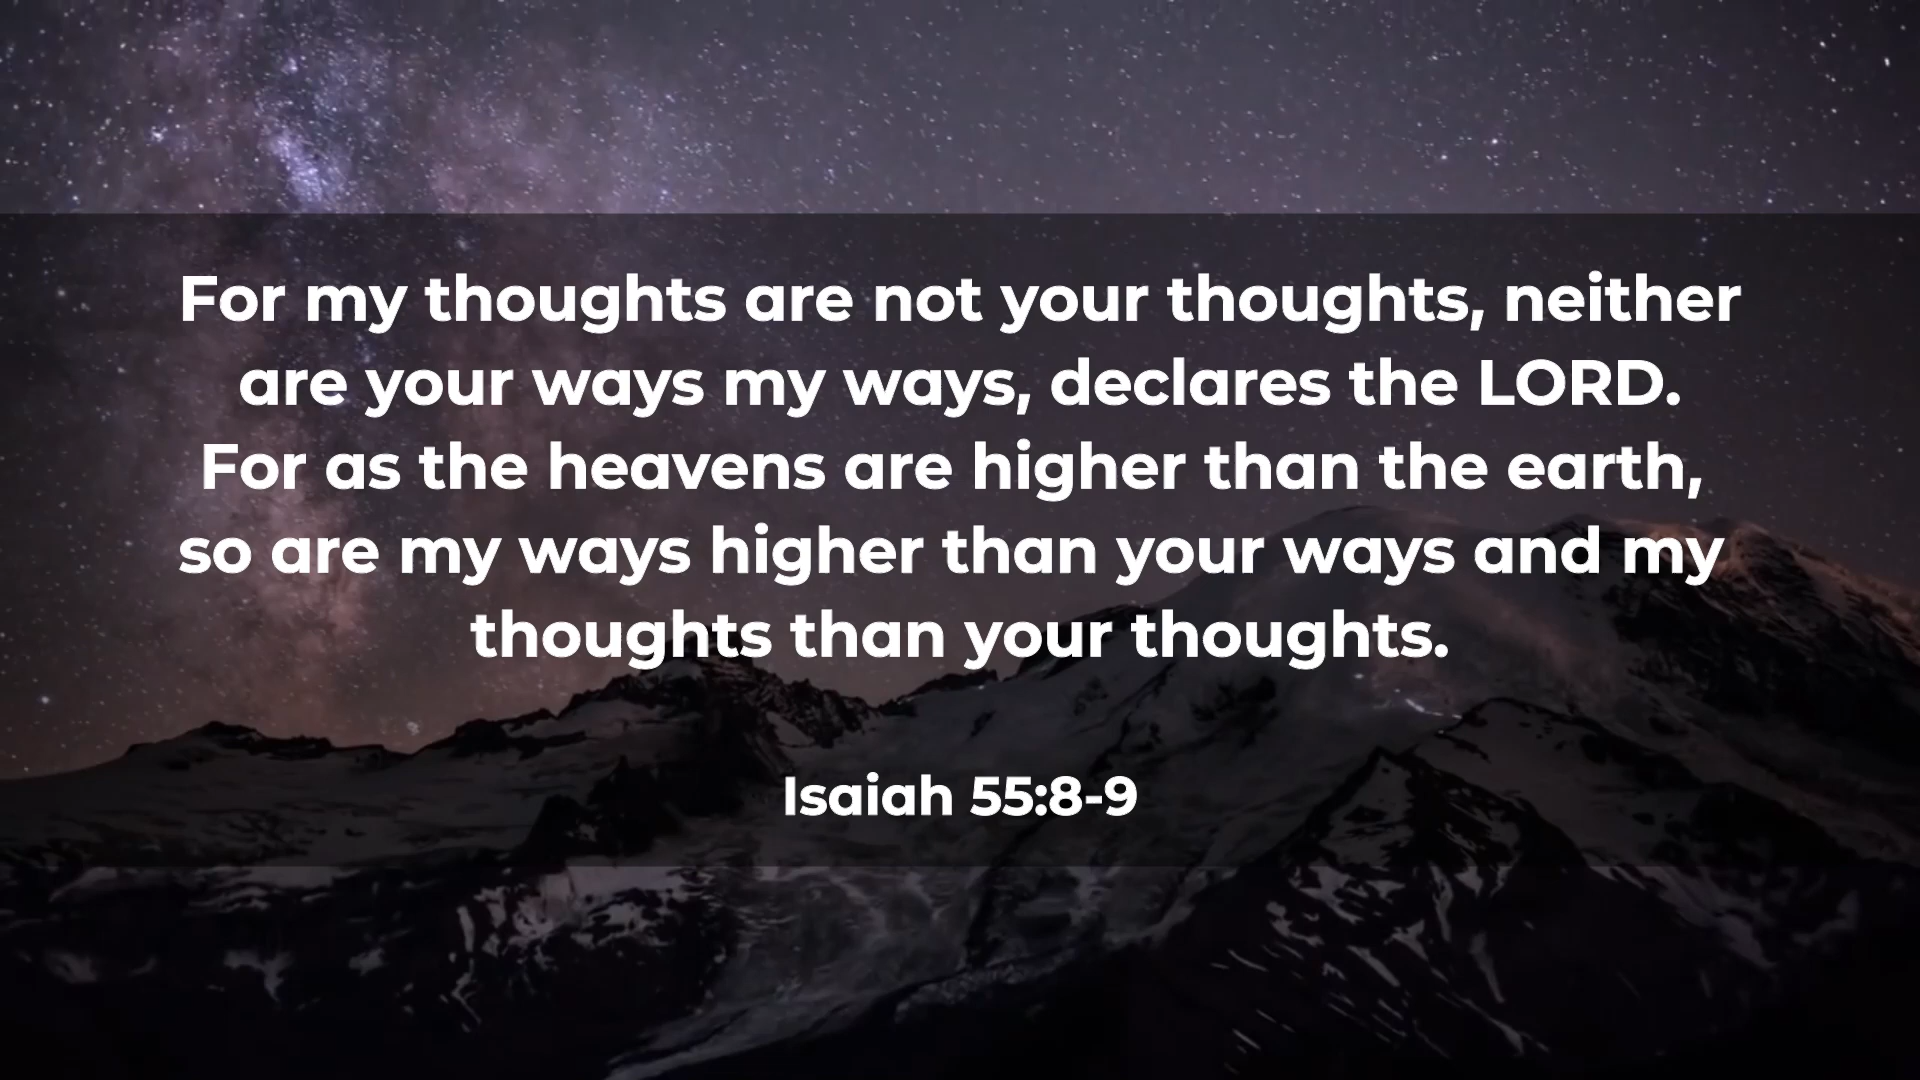 For my thoughts are not your thoughts, neither
are your ways my ways, declares the LORD.
For as the heavens are higher than the earth,
so are my ways higher than your ways and my
thoughts than your thoughts.
Isaiah 55:8-9